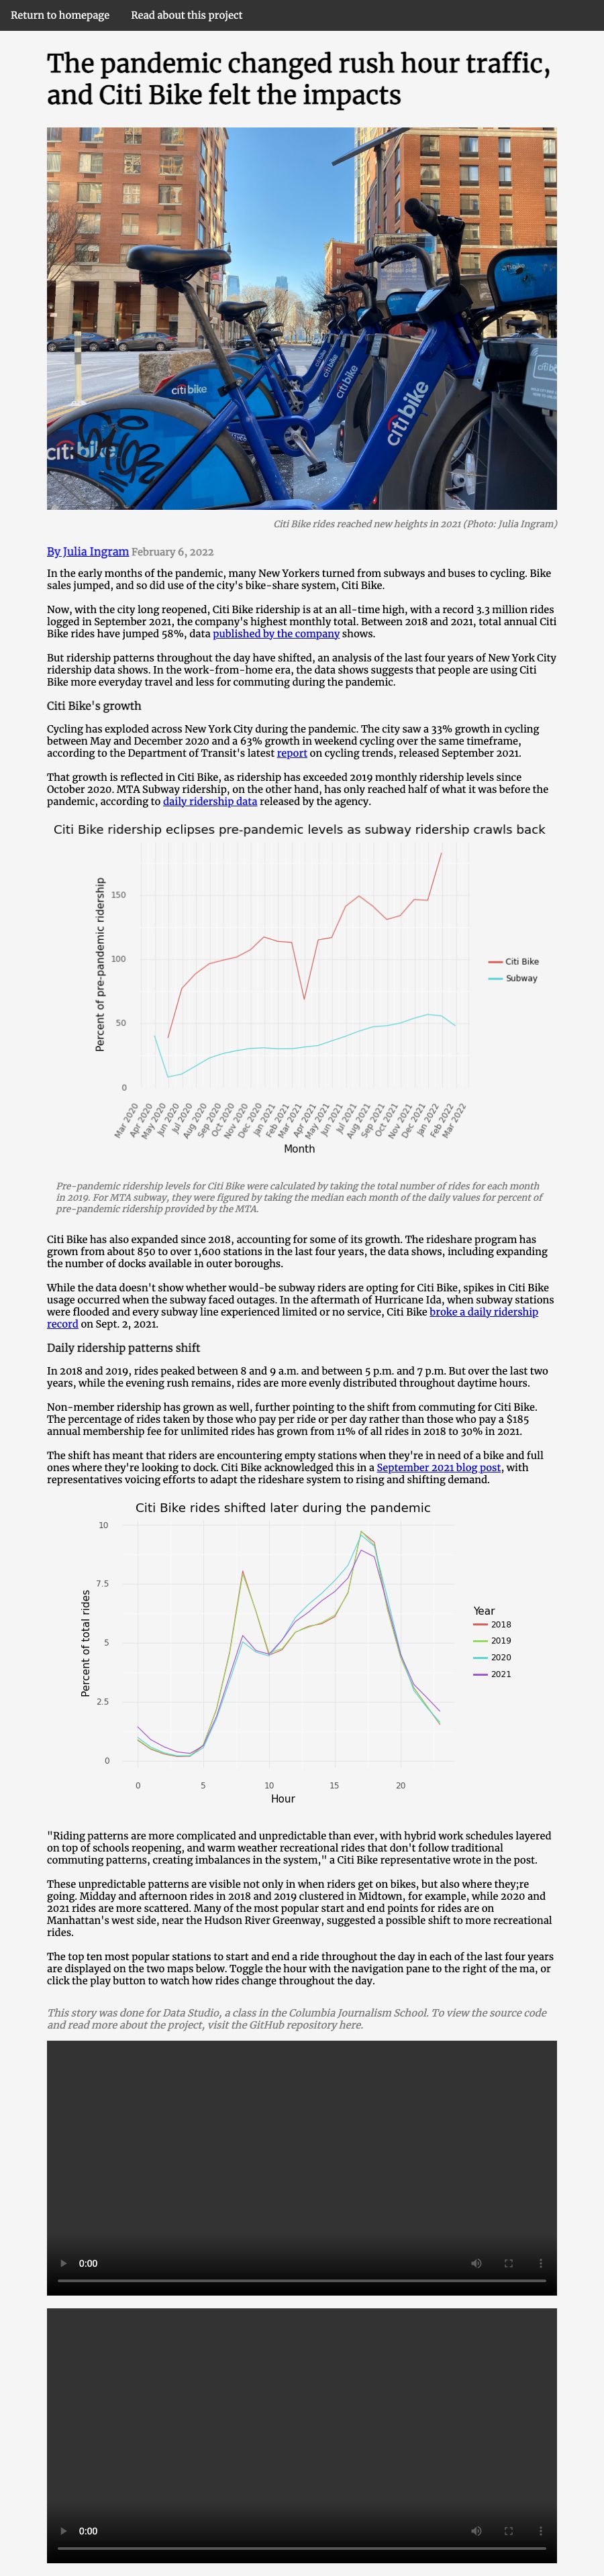 Return to homepage
Read about this project
The pandemic changed rush hour traffic,
and Citi Bike felt the impacts
citibike
citibike
citibike
citibike
citibike
Citi Bike rides reached new heights in 2021 (Photo: Julia Ingram)
By Julia Ingram February 6, 2022
In the early months of the pandemic, many New Yorkers turned from subways and buses to cycling. Bike
sales jumped, and so did use of the city's bike-share system, Citi Bike.
Now, with the city long reopened, Citi Bike ridership is at an all-time high, with a record 3.3 million rides
logged in September 2021, the company's highest monthly total. Between 2018 and 2021, total annual Citi
Bike rides have jumped 58%, data published by the company shows.
But ridership patterns throughout the day have shifted, an analysis of the last four years of New York City
ridership data shows. In the work-from-home era, the data suggests that people are using Citi
Bike more everyday travel and less for commuting during the pandemic.
Citi Bike's growth
Cycling has exploded across New York City during the pandemic. The city saw a 33% growth in cycling
between May and December 2020 and a 63% growth in weekend cycling over the same timeframe,
according to the Department of Transit's latest report on cycling trends, released September 2021.
That growth is reflected in Citi Bike, as ridership has exceeded 2019 monthly ridership levels since
October 2020. MTA Subway ridership, on the other hand, has only reached half of what it was before the
pandemic, according to daily ridership data released by the agency.
Citi Bike ridership eclipses pre-pandemic levels as subway ridership crawls back
Percent of pre-pandemic ridership
150
100
50
0
Citi Bike
Subway
Mar 2020
Apr 2020
May 2020
Jun 2020
Jul 2020
Aug 2020
Sep 2020
Oct 2020
Nov 2020
Dec 2020
Jan 2021
Feb 2021
Mar 2021
Apr 2021
May 2021
Jun 2021
Jul 2021
Aug 2021
Sep 2021
Oct 2021
Nov 2021
Dec 2021
Jan 2022
Feb 2022
Mar 2022
Month
Pre-pandemic ridership levels for Citi Bike were calculated by taking the total number of rides for each month
in 2019. For MTA subway, they were figured by taking the median each month of the daily values for percent of
pre-pandemic ridership provided by the MTA.
Citi Bike has also expanded since 2018, accounting for some of its growth. The rideshare program has
grown from about 850 to over 1,600 stations in the last four years, the data shows, including expanding
the number of docks available in outer boroughs.
While the data doesn't show whether would-be subway riders are opting for Citi Bike, spikes in Citi Bike
usage occurred when the subway faced outages. In the aftermath of Hurricane Ida, when subway stations
were flooded and every subway line experienced limited or no service, Citi Bike broke a daily ridership
record on Sept. 2, 2021.
Daily ridership patterns shift
In 2018 and 2019, rides peaked between 8 and 9 a.m. and between 5 p.m. and 7 p.m. But over the last two
years, while the evening rush remains, rides are more evenly distributed throughout daytime hours.
Non-member ridership has grown as well, further pointing to the shift from commuting for Citi Bike.
The percentage of rides taken by those who pay per ride or per day rather than those who pay a $185
annual membership fee for unlimited rides has grown from 11% of all rides in 2018 to 30% in 2021.
The shift has meant that riders are encountering empty stations when they're in need of a bike and full
ones where they're looking to dock. Citi Bike acknowledged this in a September 2021 blog post, with
representatives voicing efforts to adapt the rideshare system to rising and shifting demand.
Citi Bike rides shifted later during the pandemic
Percent of total rides
10
7.5
5
2.5
0
Year
2018
2019
2020
2021
0
5
10
15
20
Hour
"Riding patterns are more complicated and unpredictable than ever, with hybrid work schedules layered
on top of schools reopening, and warm weather recreational rides that don't follow traditional
commuting patterns, creating imbalances in the system," a Citi Bike representative wrote in the post.
These unpredictable patterns are visible not only in when riders get on bikes, but also where they;re
going. Midday and afternoon rides in 2018 and 2019 clustered in Midtown, for example, while 2020 and
2021 rides are more scattered. Many of the most popular start and end points for rides are on
Manhattan's west side, near the Hudson River Greenway, suggested a possible shift to more recreational
rides.
The top ten most popular stations to start and end a ride throughout the day in each of the last four years
are displayed on the two maps below. Toggle the hour with the navigation pane to the right of the ma, or
click the play button to watch how rides change throughout the day.
This story was done for Data Studio, a class in the Columbia Journalism School. To view the source code
and read more about the project, visit the GitHub repository here.
0:00
0:00